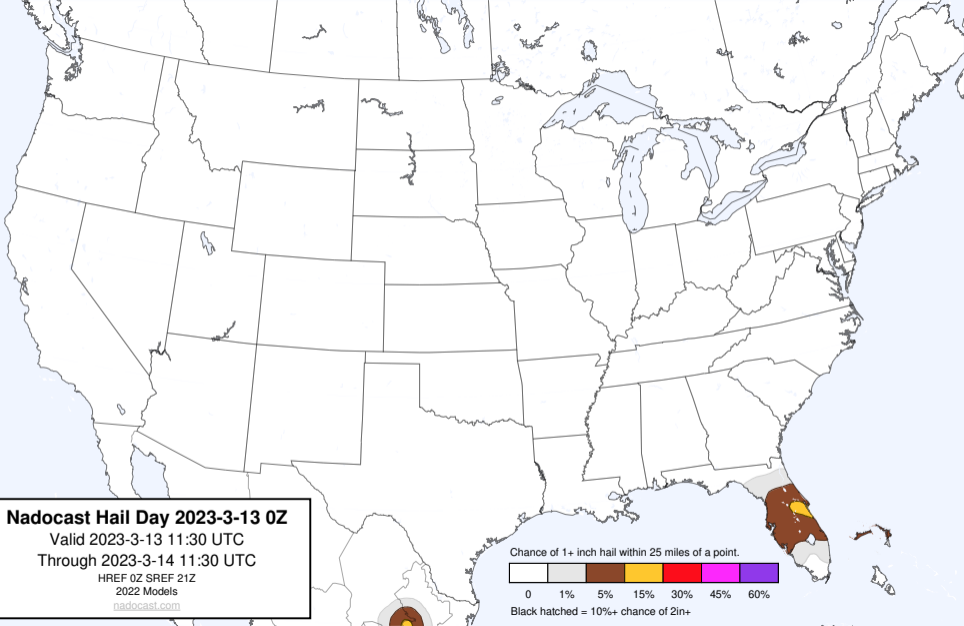 Nadocast Hail Day 2023-3-13 0Z
Valid 2023-3-13 11:30 UTC
Through 2023-3-14 11:30 UTC
HREF 0Z SREF 21Z
2022 Models
nadocast.com
Chance of 1+ inch hail within 25 miles of a point.
0 1% 5% 15% 30% 45% 60%
Black hatched = 10%+ chance of 2in+